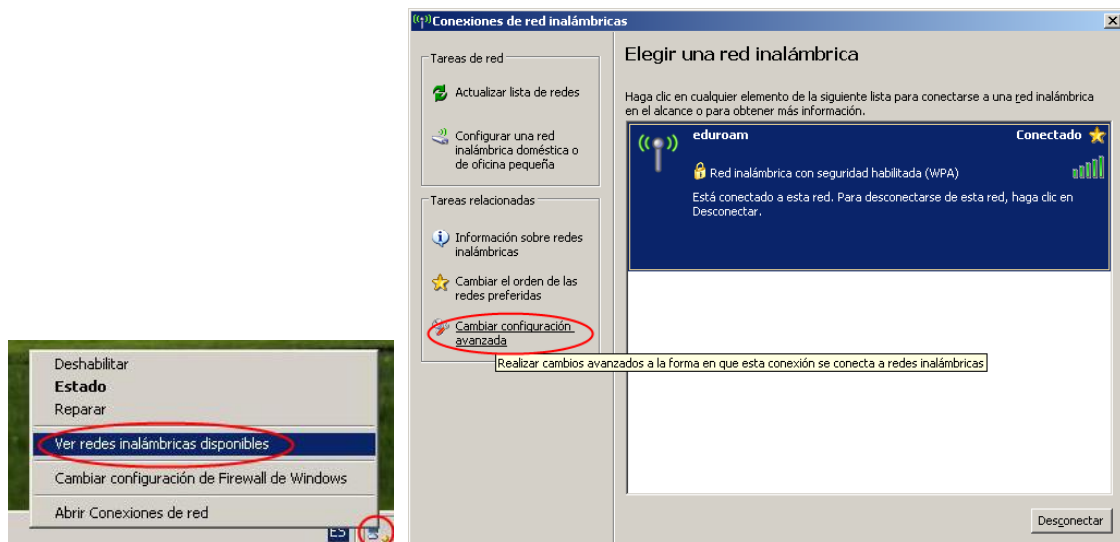 Deshabilitar
Estado
Reparar
Ver redes inalámbricas disponibles
Cambiar configuración de Firewall de Windows
Abrir Conexiones de red
ES
Conexiones de red inalámbricas
Tareas de red
Actualizar lista de redes
Configurar una red
inalámbrica doméstica o
de oficina pequeña
Tareas relacionadas
Información sobre redes
inalámbricas
Cambiar el orden de las
redes preferidas
Cambiar configuración
avanzada
Realizar cambios avanzados a la forma en que esta conexión se conecta a redes inalámbricas
Elegir una red inalámbrica
Haga clic en cualquier elemento de la siguiente lista para conectarse a una red inalámbrica
en el alcance o para obtener más información.
eduroam Conectado
Red inalámbrica con seguridad habilitada (WPA)
Está conectado a esta red. Para desconectarse de esta red, haga clic en
Desconectar.
Desconectar